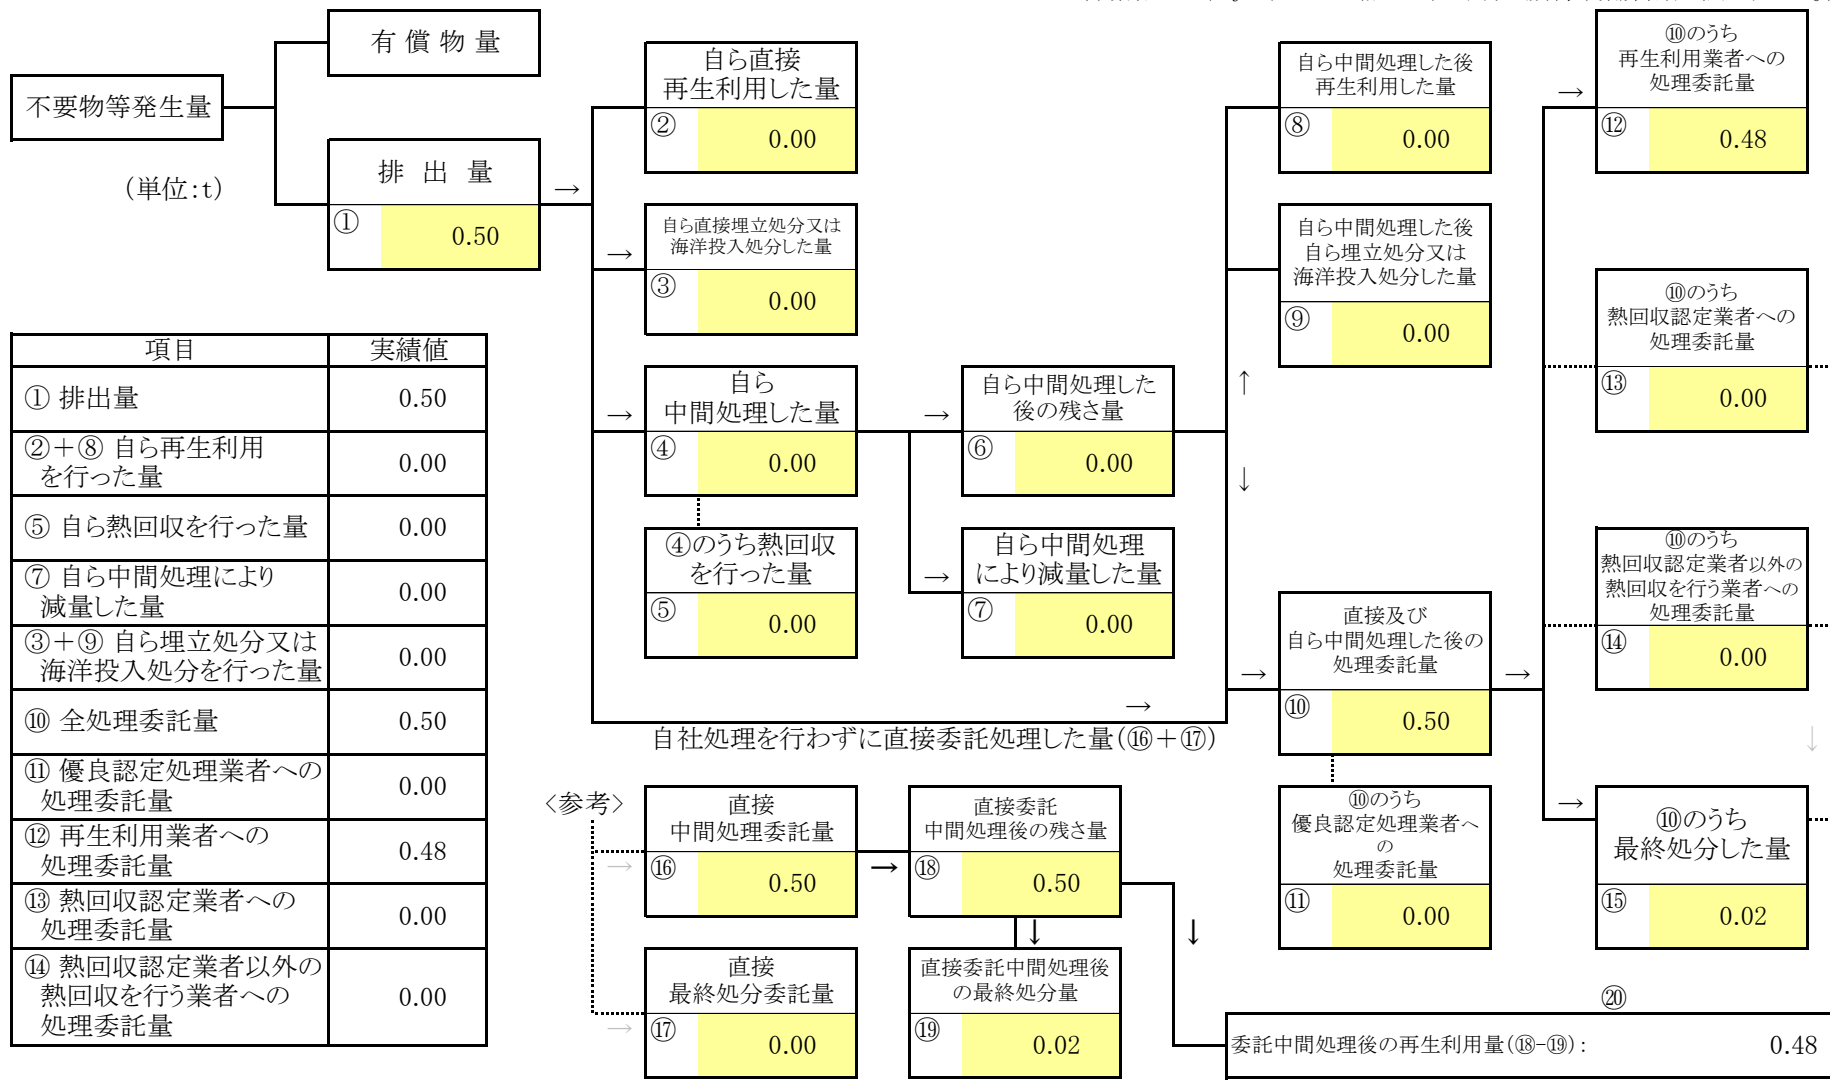 有償物量
不要物等発生量
(単位:t)
排出量
→
① 0.50
自ら直接
再生利用した量
② 0.00
→
自ら直接埋立処分又は
海洋投入処分した量
③ 0.00
→
自ら
中間処理した量
④ 0.00
④のうち熱回収
を行った量
⑤ 0.00
→
自ら中間処理した
後の残さ量
⑥ 0.00
→
自ら中間処理
により減量した量
⑦ 0.00
自ら中間処理した後
再生利用した量
⑧ 0.00
自ら中間処理した後
自ら埋立処分又は
海洋投入処分した量
⑨ 0.00
↑
↓
→
直接及び
自ら中間処理した後の
処理委託量
⑩ 0.50
→
⑩のうち
優良認定処理業者へ
の
処理委託量
⑪ 0.00
→
⑩のうち
再生利用業者への
処理委託量
⑫ 0.48
⑩のうち
熱回収認定業者への
処理委託量
⑬ 0.00
⑩のうち
熱回収認定業者以外の
熱回収を行う業者への
処理委託量
⑭ 0.00
↓
→
⑩のうち
最終処分した量
⑮ 0.02
→
自社処理を行わずに直接委託処理した量(⑯+⑰)
〈参考〉
→
直接
中間処理委託量
⑯ 0.50
→
直接委託
中間処理後の残さ量
⑱ 0.50
↓
↓
→
直接
最終処分委託量
⑰ 0.00
直接委託中間処理後
の最終処分量
⑲ 0.02
⑳
委託中間処理後の再生利用量(⑱-⑲): 0.48
項目 実績値
① 排出量 0.50
②+⑧ 自ら再生利用
を行った量 0.00
⑤ 自ら熱回収を行った量 0.00
⑦ 自ら中間処理により
減量した量 0.00
③+⑨ 自ら埋立処分又は
海洋投入処分を行った量 0.00
⑩ 全処理委託量 0.50
⑪ 優良認定処理業者への
処理委託量 0.00
⑫ 再生利用業者への
処理委託量 0.48
⑬ 熱回収認定業者への
処理委託量 0.00
⑭ 熱回収認定業者以外の
熱回収を行う業者への
処理委託量 0.00